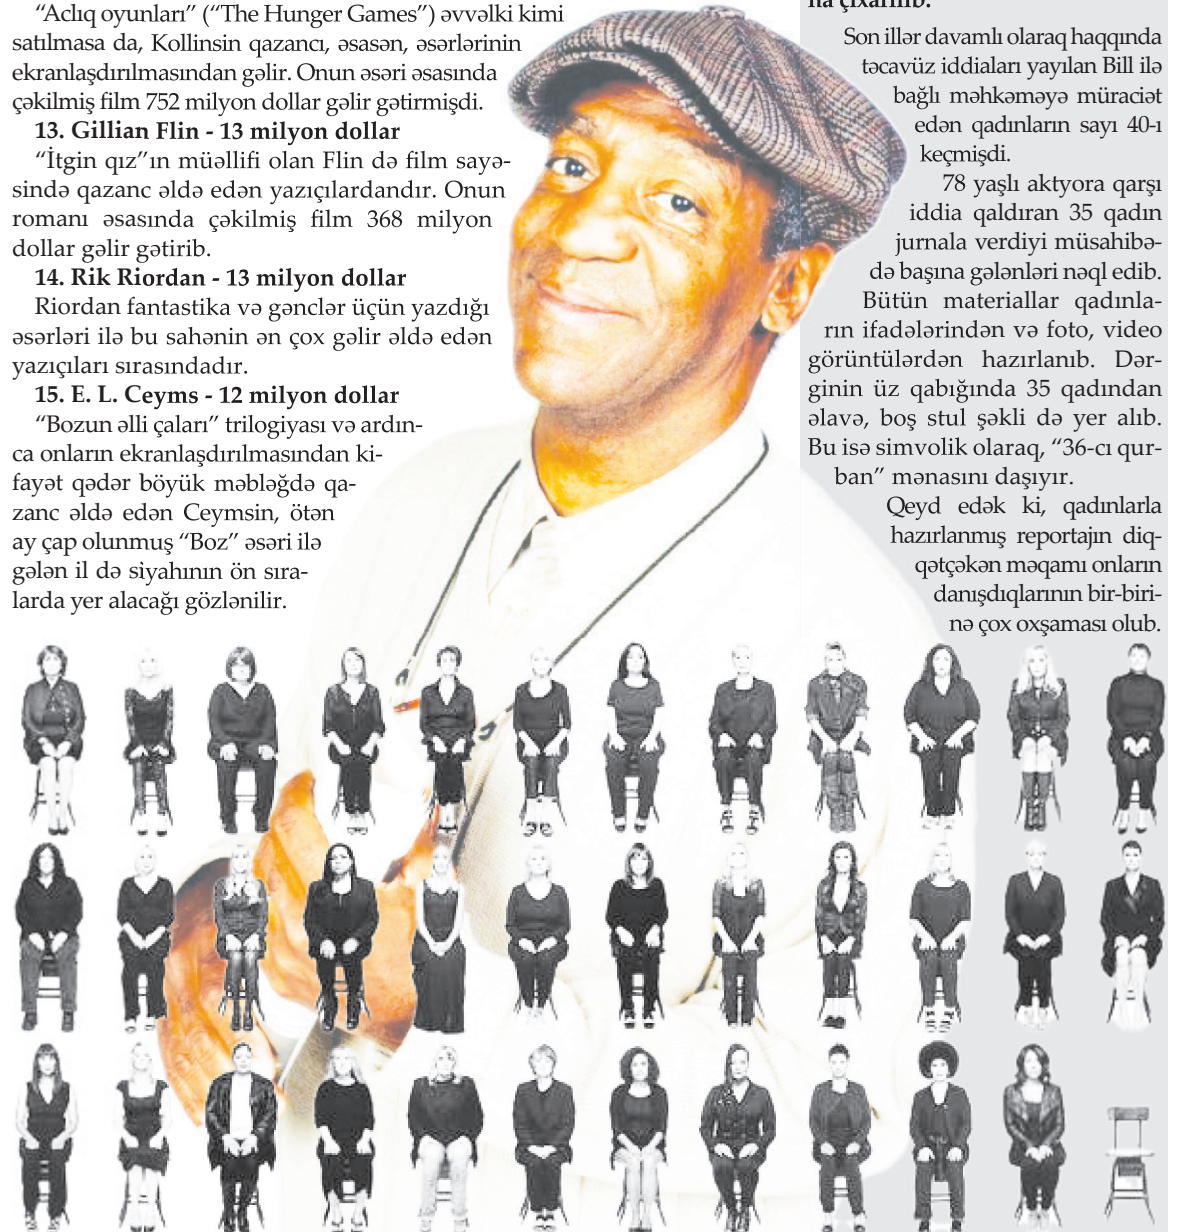 “Aclıq oyunları” (“The Hunger Games”) əvvəlki kimi
satılmasa da, Kollinsin qazancı, əsasən, əsərlərinin
ekranlaşdırılmasından gəlir. Onun əsəri əsasında
çəkilmiş film 752 milyon dollar gəlir gətirmişdi.
13. Gillian Flin - 13 milyon dollar
“İtgin qız”ın müəllifi olan Flin də film sayə-
sində qazanc əldə edən yazıçılardandır. Onun
romanı əsasında çəkilmiş film 368 milyon
dollar gəlir gətirib.
14. Rik Riordan - 13 milyon dollar
Riordan fantastika və gənclər üçün yazdığı
əsərləri ilə bu sahənin ən çox gəlir əldə edən
yazıçıları sırasındadır.
15. E. L. Ceyms - 12 milyon dollar
“Bozun əlli çaları” trilogiyası və ardın-
ca onların ekranlaşdırılmasından ki-
fayət qədər böyük məbləğdə qa-
zanc əldə edən Ceymsin, ötən
ay çap olunmuş “Boz” əsəri ilə
gələn il də siyahının ön sıra-
larda yer alacağı gözlənilir.
na çıxarılıb.
Son illər davamlı olaraq haqqında
təcavüz iddiaları yayılan Bill ilə
bağlı məhkəməyə müraciət
edən qadınların sayı 40-ı
keçmişdi.
78 yaşlı aktyora qarşı
iddia qaldıran 35 qadın
jurnala verdiyi müsahibə-
də başına gələnləri nəql edib.
Bütün materiallar qadınla-
rın ifadələrindən və foto, video
görüntülərdən hazırlanıb. Dər-
ginin üz qabığında 35 qadından
əlavə, boş stul şəkli də yer alıb.
Bu isə simvolik olaraq, “36-cı qur-
ban” mənasını daşıyır.
Qeyd edək ki, qadınlarla
hazırlanmış reportajın diq-
qətçəkən məqamı onların
danışdıqlarının bir-biri-
nə çox oxşaması olub.